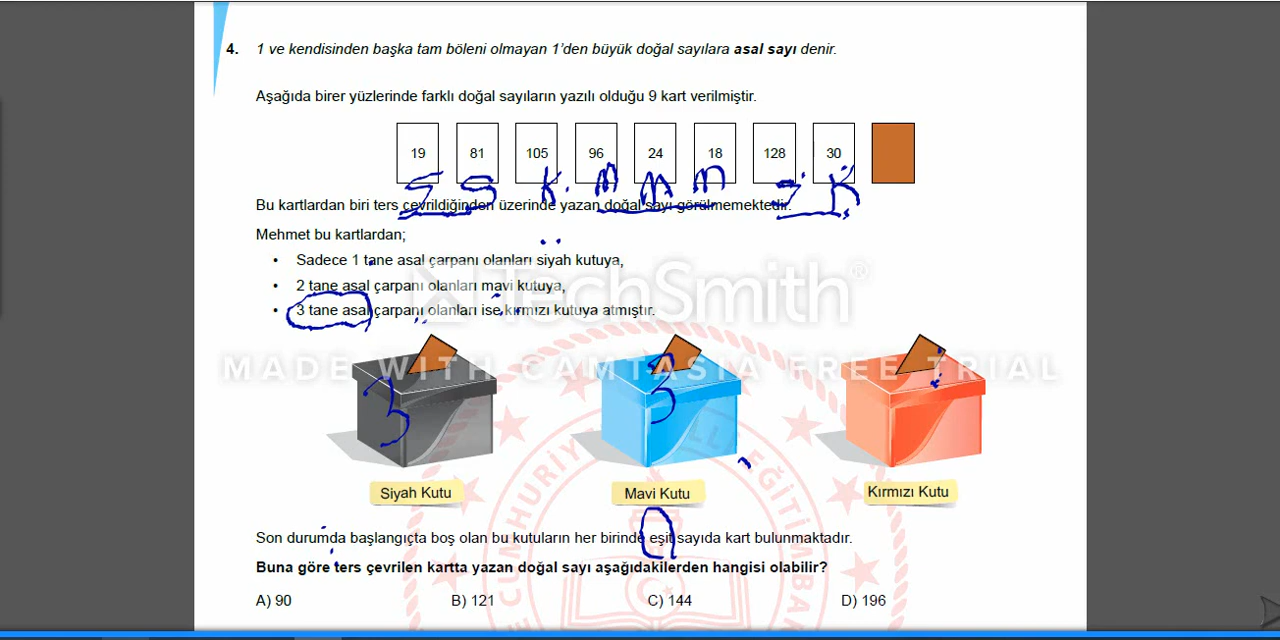 4. 1 ve kendisinden başka tam böleni olmayan 1'den büyük doğal sayılara asal sayı denir.
Aşağıda birer yüzlerinde farklı doğal sayıların yazılı olduğu 9 kart verilmiştir.
19 81 105 96 24 18 128 30
S S K M M M S K
Bu kartlardan biri ters çevrildiğinden üzerinde yazan doğal sayı görülmemektedir.
Mehmet bu kartlardan;
• Sadece 1 tane asal çarpanı olanları siyah kutuya,
• 2 tane asal çarpanı olanları mavi kutuya,
• 3 tane asal çarpanı olanları ise kırmızı kutuya atmıştır.
TechSmith®
MADE WITH CAMTASIA FREE TRIAL
3 3
Siyah Kutu Mavi Kutu Kırmızı Kutu
Son durumda başlangıçta boş olan bu kutuların her birinde eşit sayıda kart bulunmaktadır.
Buna göre ters çevrilen kartta yazan doğal sayı aşağıdakilerden hangisi olabilir?
A) 90 B) 121 C) 144 D) 196